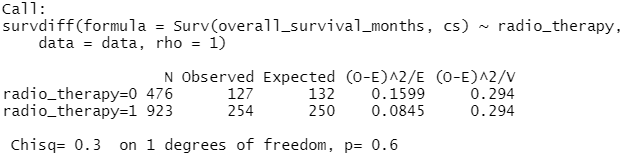 Call:
survdiff(formula = Surv(overall_survival_months, cs) ~ radio_therapy,
    data = data, rho = 1)
                  N Observed Expected (O-E)^2/E (O-E)^2/V
radio_therapy=0 476      127      132    0.1599     0.294
radio_therapy=1 923      254      250    0.0845     0.294
 Chisq= 0.3  on 1 degrees of freedom, p= 0.6